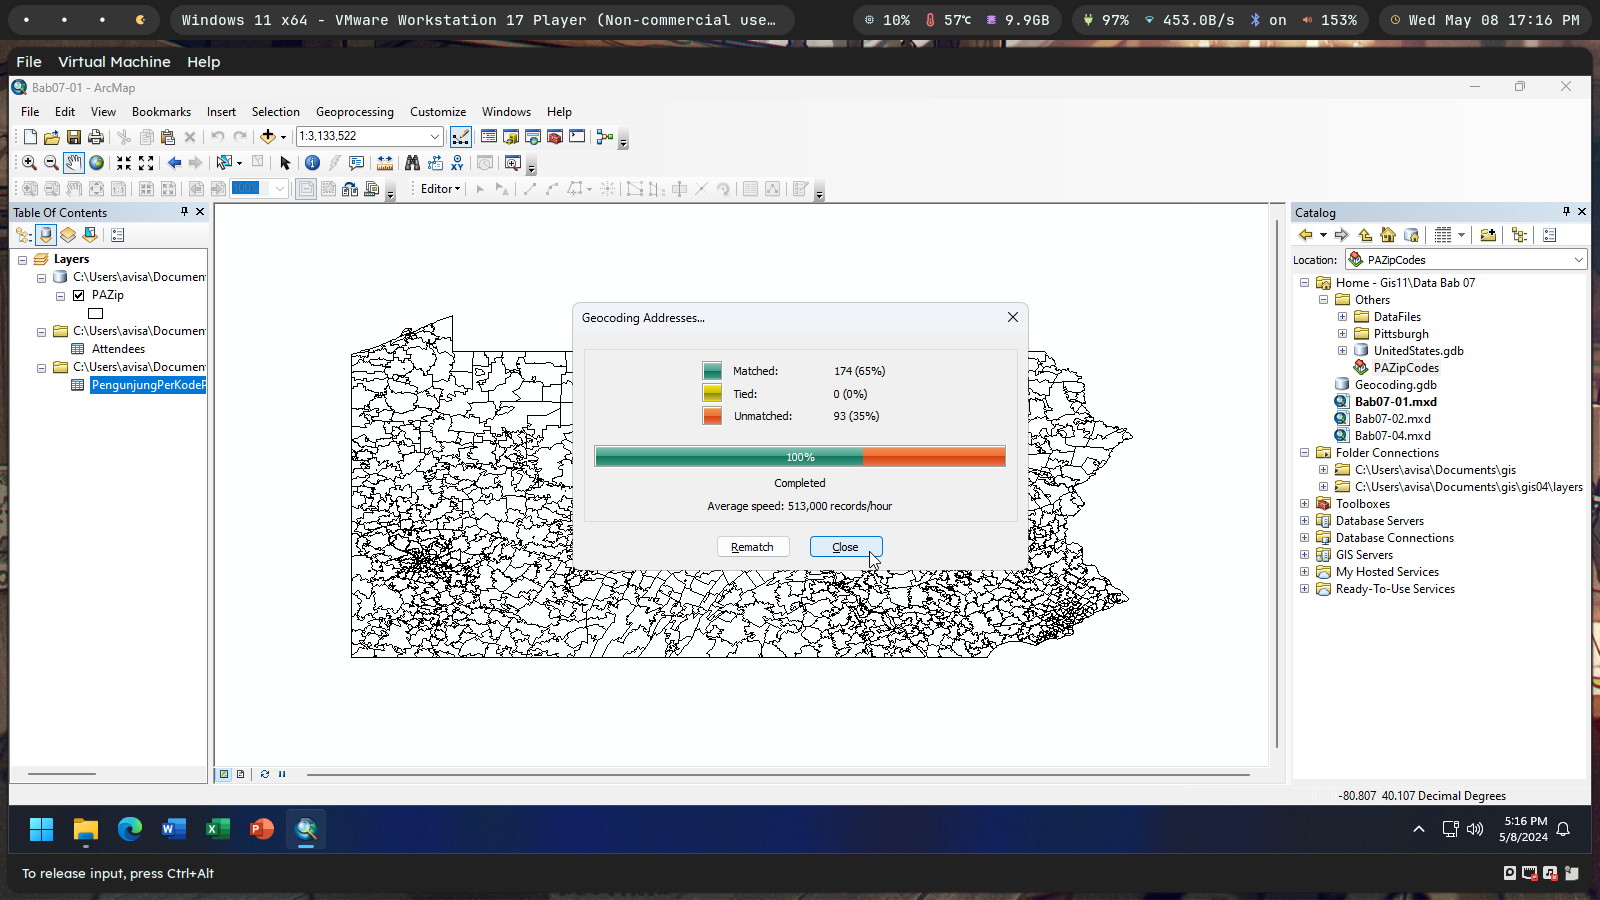 Windows 11 x64 - VMware Workstation 17 Player (Non-commercial use…
10%
57℃
9.9GB
97%
453.0B/s
on
153%
Wed May 08 17:16 PM
File Virtual Machine Help
Bab07-01 - ArcMap
File Edit View Bookmarks Insert Selection Geoprocessing Customize Windows Help
1:3,133,522
100%
Editor
Table Of Contents
Layers
C:\Users\avisa\Documen
PAZip
C:\Users\avisa\Documen
Attendees
C:\Users\avisa\Documen
PengunjungPerKodeP
Geocoding Addresses...
Matched: 174 (65%)
Tied: 0 (0%)
Unmatched: 93 (35%)
100%
Completed
Average speed: 513,000 records/hour
Rematch Close
Catalog
Location: PAZipCodes
Home - Gis11\Data Bab 07
Others
DataFiles
Pittsburgh
UnitedStates.gdb
PAZipCodes
Geocoding.gdb
Bab07-01.mxd
Bab07-02.mxd
Bab07-04.mxd
Folder Connections
C:\Users\avisa\Documents\gis
C:\Users\avisa\Documents\gis\gis04\layers
Toolboxes
Database Servers
Database Connections
GIS Servers
My Hosted Services
Ready-To-Use Services
-80.807 40.107 Decimal Degrees
5:16 PM
5/8/2024
To release input, press Ctrl+Alt